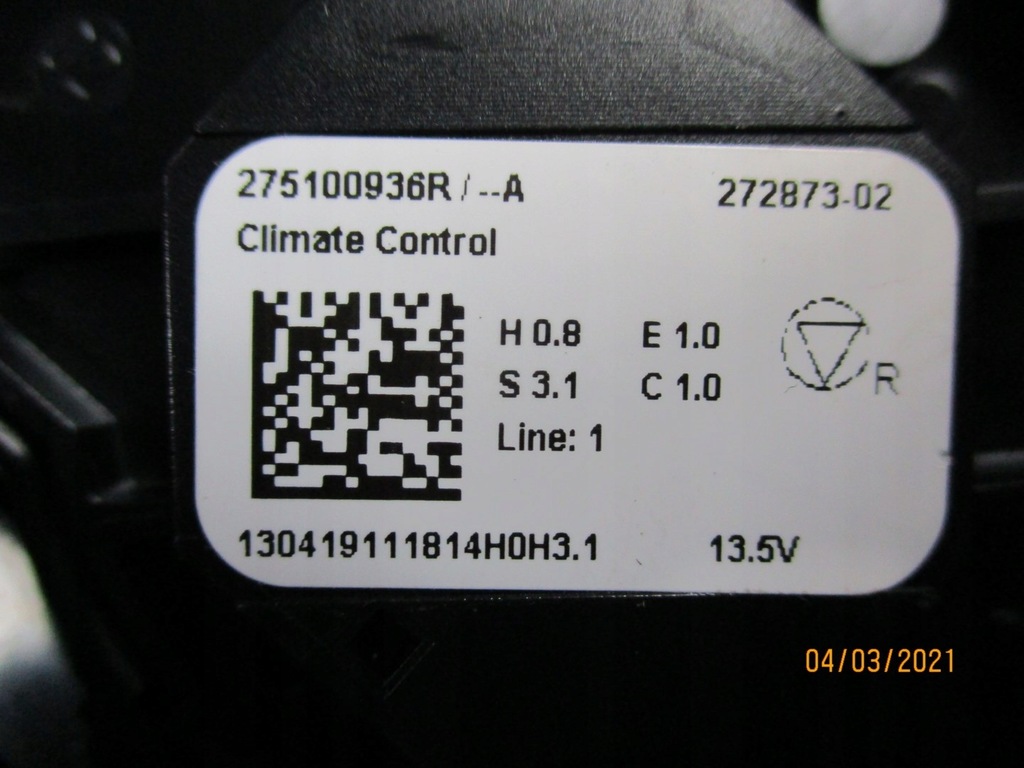 275100936R / --A 272873-02
Climate Control
H 0.8 E 1.0
S 3.1 C 1.0
R
Line: 1
130419111814H0H3.1 13.5V
04/03/2021